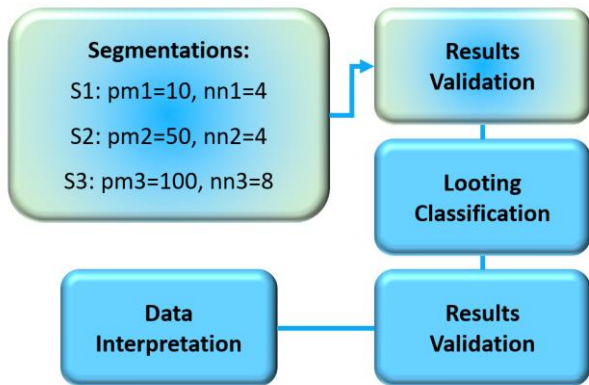 Segmentations:
S1: pm1=10, nn1=4
S2: pm2=50, nn2=4
S3: pm3=100, nn3=8
Results
Validation
Looting
Classification
Results
Validation
Data
Interpretation